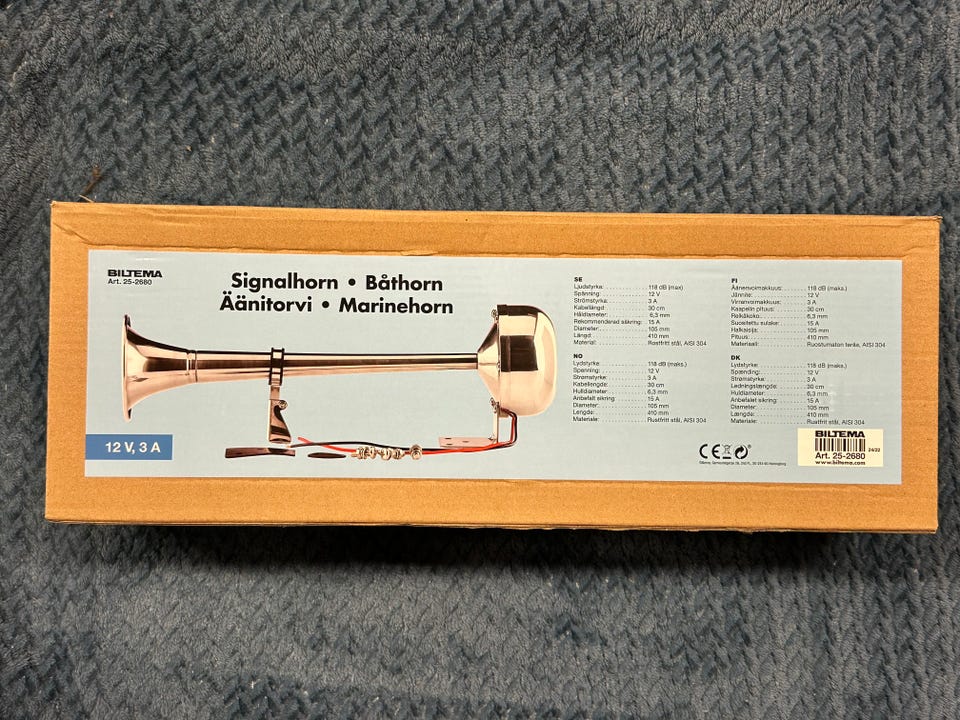 BILTEMA
Art. 25-2680
Signalhorn • Båthorn
Äänitorvi • Marinehorn
12 V, 3 A
SE
Ljudstyrka: 118 dB (max)
Spänning: 12 V
Strömstyrka: 3 A
Kabellängd: 30 cm
Håldiameter: 6,3 mm
Rekommenderad säkring: 15 A
Diameter: 105 mm
Längd: 410 mm
Material: Rostfritt stål, AISI 304
NO
Lydstyrke: 118 dB (maks.)
Spenning: 12 V
Strømstyrke: 3 A
Kabellengde: 30 cm
Hulldiameter: 6,3 mm
Anbefalt sikring: 15 A
Diameter: 105 mm
Lengde: 410 mm
Materiale: Rustfritt stål, AISI 304
FI
Äänenvoimakkuus: 118 dB (maks.)
Jännite: 12 V
Virranvoimakkuus: 3 A
Kaapelin pituus: 30 cm
Reikäkoko: 6,3 mm
Suositeltu sulake: 15 A
Halkaisija: 105 mm
Pituus: 410 mm
Materiaali: Ruostumaton teräs, AISI 304
DK
Lydstyrke: 118 dB (maks.)
Spænding: 12 V
Strømstyrke: 3 A
Ledningslængde: 30 cm
Huldiameter: 6,3 mm
Anbefalet sikring: 15 A
Diameter: 105 mm
Længde: 410 mm
Materiale: Rustfrit stål, AISI 304
CE
BILTEMA
Art. 25-2680
www.biltema.com